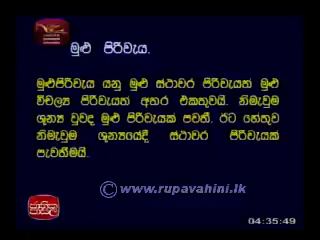 මුළු පිරිවැය.
මුළුපිරිවැය යනු මුළු ස්ථාවර පිරිවැයත් මුළු
විචල්‍ය පිරිවැයත් අතර එකතුවයි. නිමැවුම
ශුන්‍ය වුවද මුළු පිරිවැයක් පවතී. ඊට හේතුව
නිමැවුම ශුන්‍යයේදී ස්ථාවර පිරිවැයක්
පැවතීමයි.
© www.rupavahini.lk
04:35:49